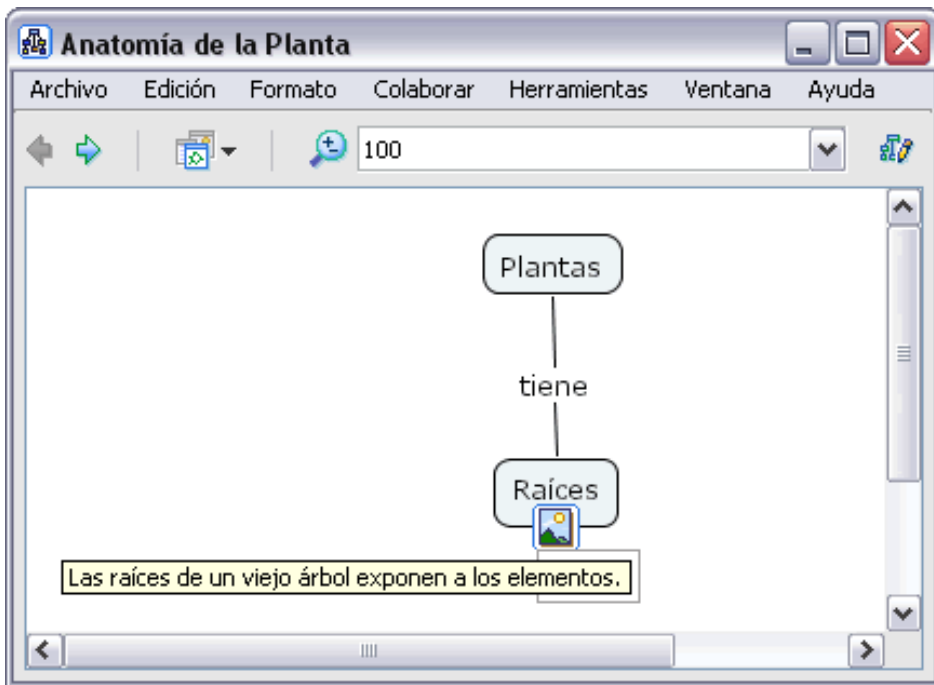 Anatomía de la Planta
Archivo Edición Formato Colaborar Herramientas Ventana Ayuda
100
Plantas
tiene
Raíces
Las raíces de un viejo árbol exponen a los elementos.